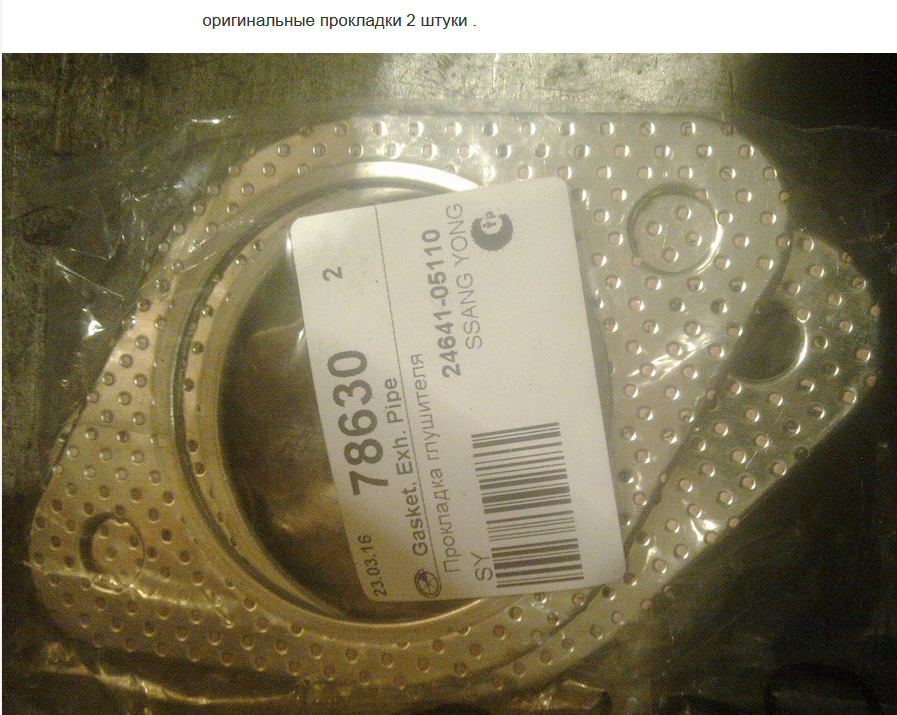 оригинальные прокладки 2 штуки .
78630 2
23.03.16
Gasket, Exh. Pipe
Прокладка глушителя
24641-05110
SSANG YONG
SY